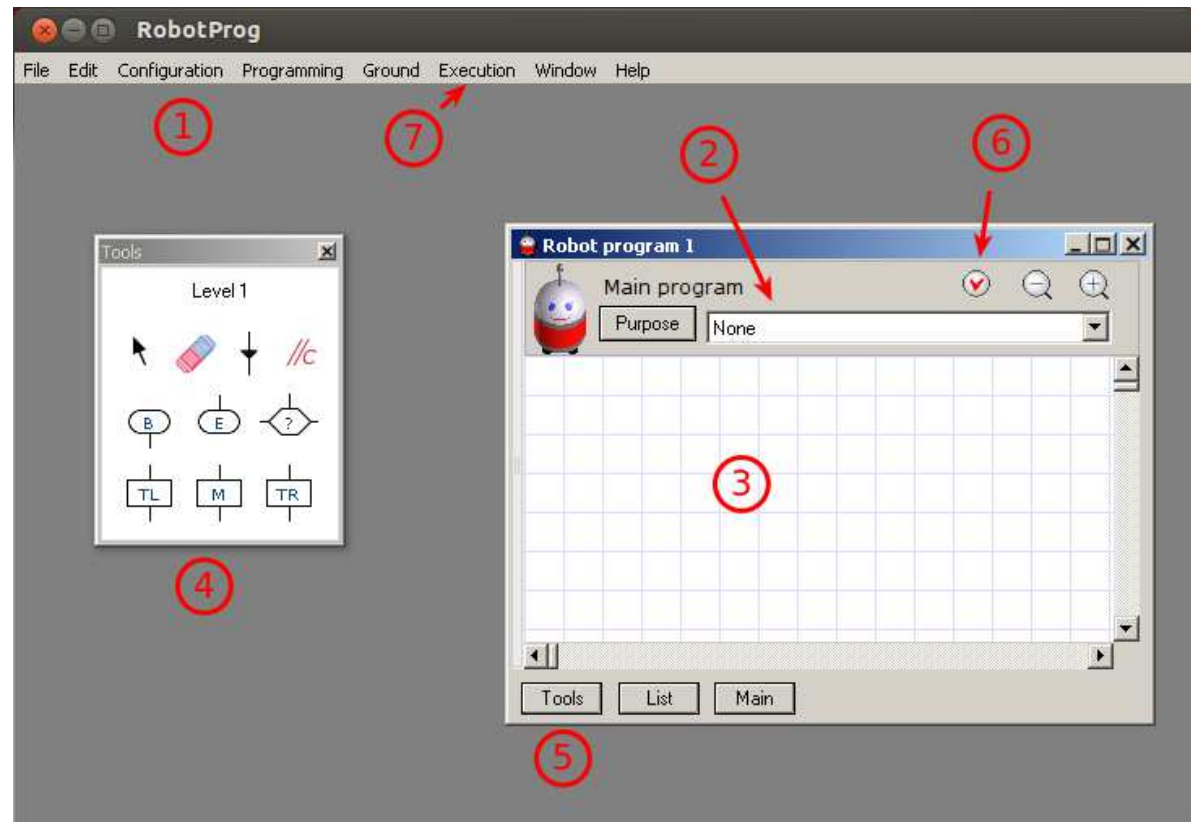 RobotProg
File Edit Configuration Programming Ground Execution Window Help
1
7
2
6
Tools
Level 1
//C
B E ?
TL M TR
4
Robot program 1
Main program
Purpose None
3
Tools List Main
5